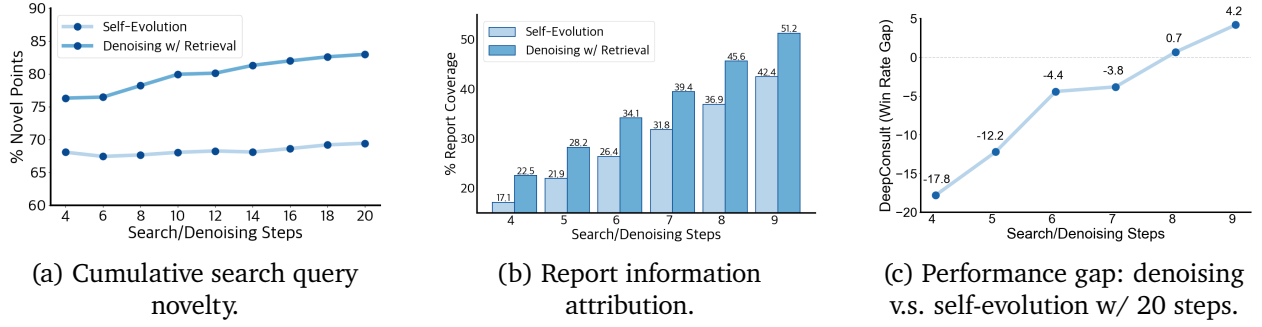 % Novel Points
90
85
80
75
70
65
60
Self-Evolution
Denoising w/ Retrieval
4 6 8 10 12 14 16 18 20
Search/Denoising Steps
(a) Cumulative search query
novelty.
% Report Coverage
50
40
30
20
Self-Evolution
Denoising w/ Retrieval
17.1 22.5 21.9 28.2 26.4 34.1 31.8 39.4 36.9 45.6 42.4 51.2
4 5 6 7 8 9
Search/Denoising Steps
(b) Report information
attribution.
DeepConsult (Win Rate Gap)
5
0
−5
−10
−15
−20
-17.8 -12.2 -4.4 -3.8 0.7 4.2
4 5 6 7 8 9
Search/Denoising Steps
(c) Performance gap: denoising
v.s. self-evolution w/ 20 steps.